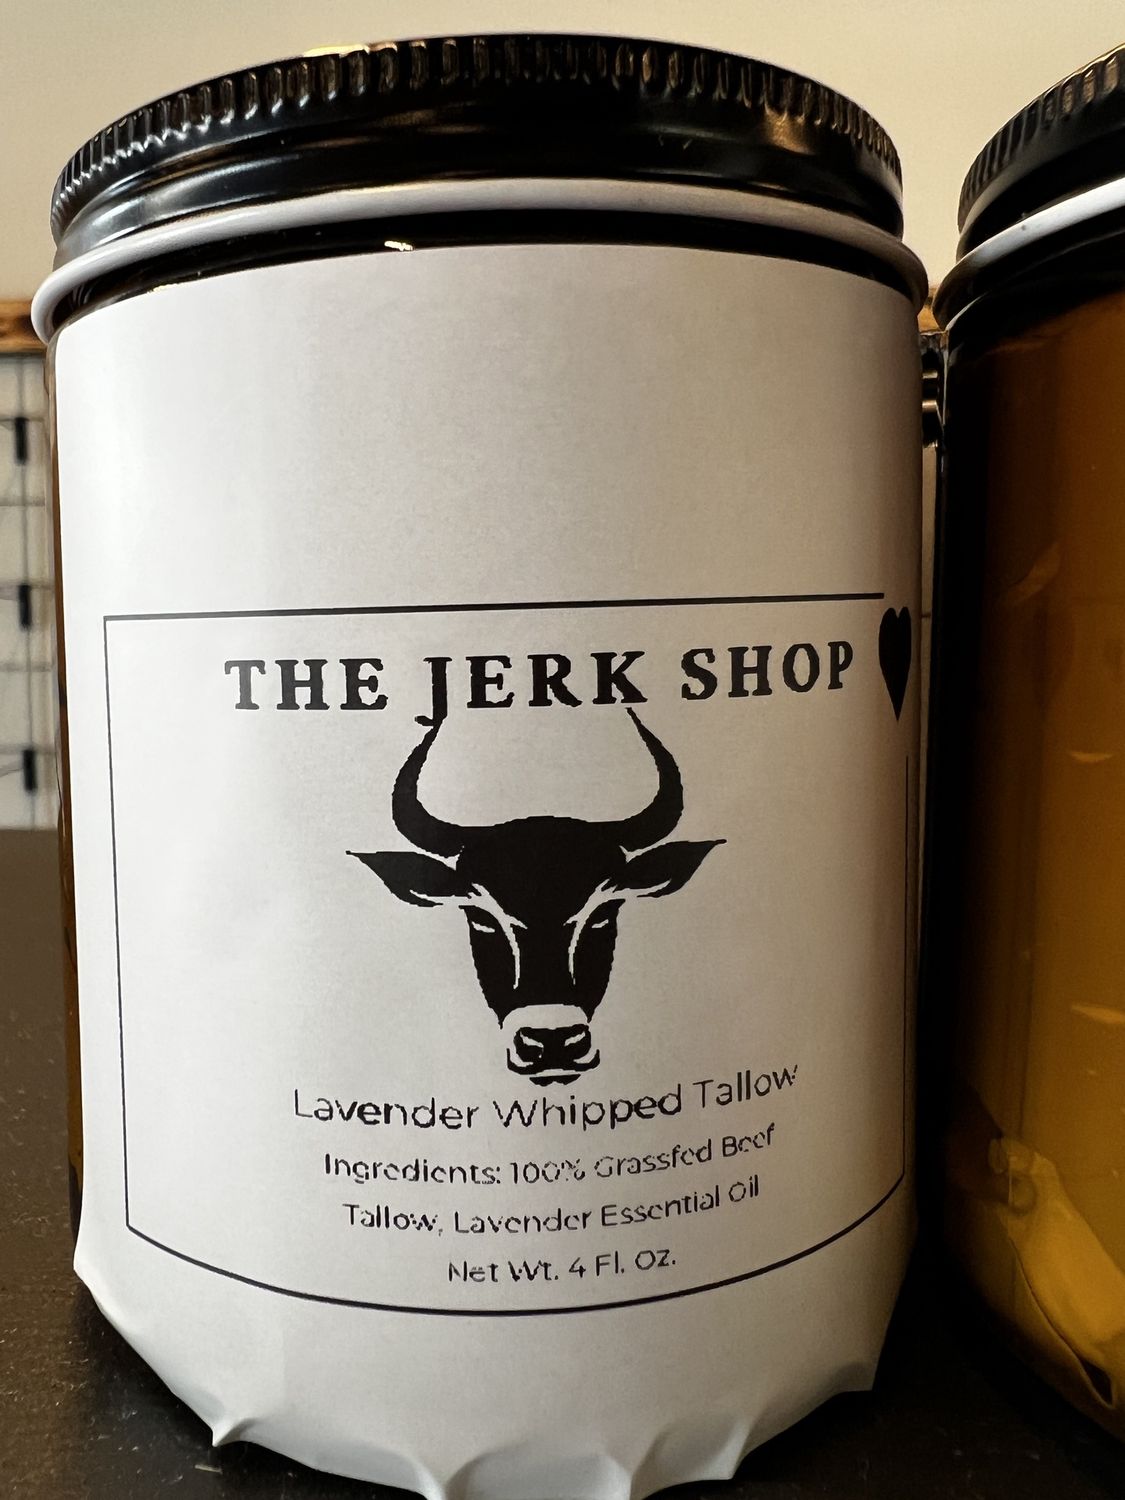 THE JERK SHOP
Lavender Whipped Tallow
Ingredients: 100% Grassfed Beef
Tallow, Lavender Essential Oil
Net Wt. 4 Fl. Oz.